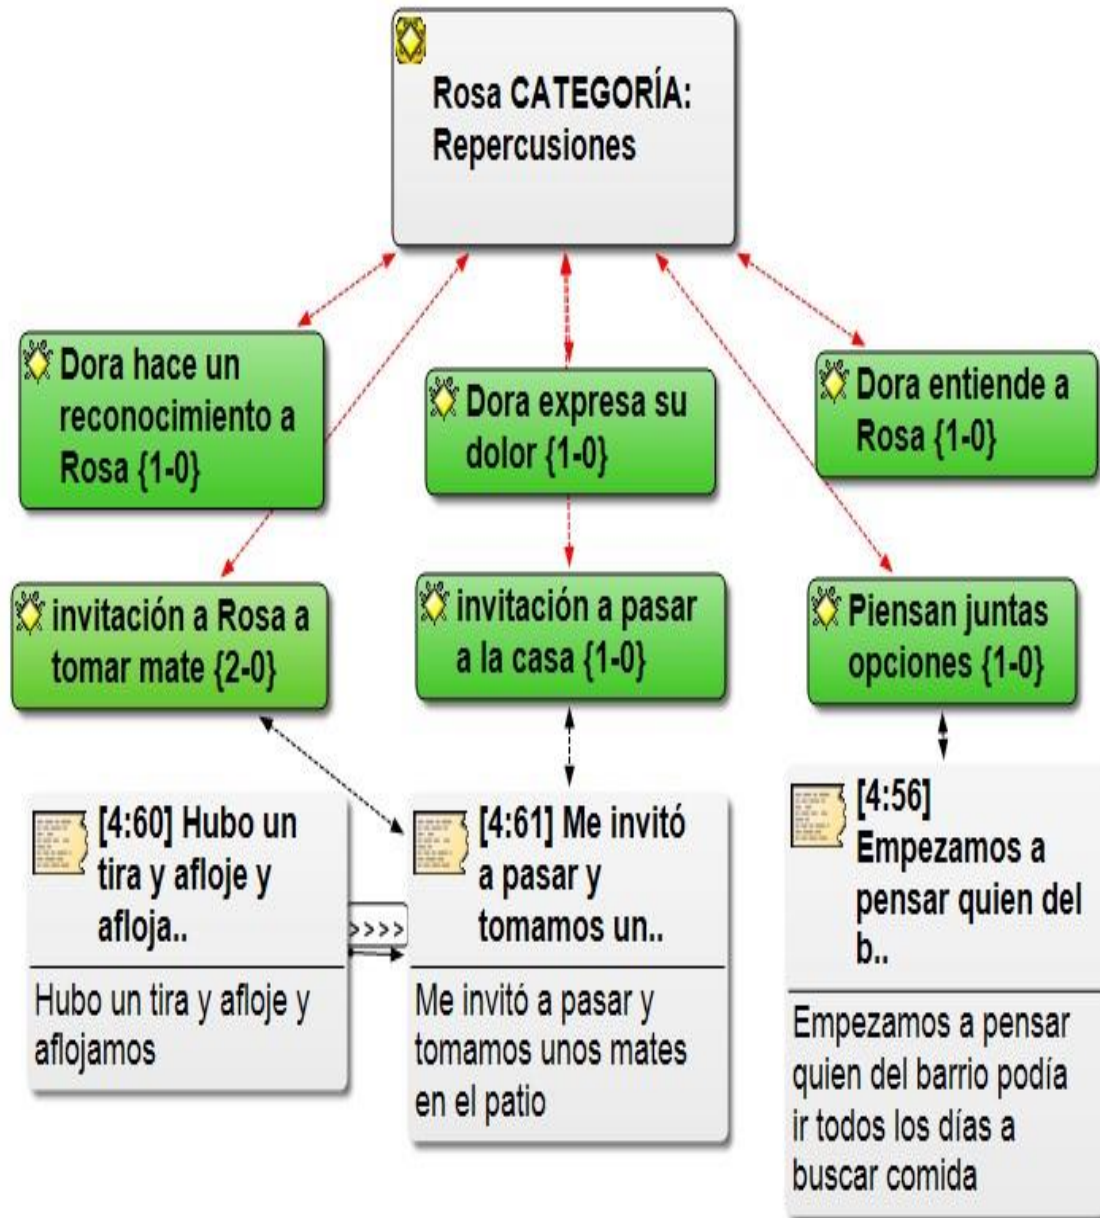 Rosa CATEGORÍA:
Repercusiones
Dora hace un
reconocimiento a
Rosa {1-0}
Dora expresa su
dolor {1-0}
Dora entiende a
Rosa {1-0}
invitación a Rosa a
tomar mate {2-0}
invitación a pasar
a la casa {1-0}
Piensan juntas
opciones {1-0}
[4:60] Hubo un
tira y afloje y
afloja..
Hubo un tira y afloje y
aflojamos
>>>>
[4:61] Me invitó
a pasar y
tomamos un..
Me invitó a pasar y
tomamos unos mates
en el patio
[4:56]
Empezamos a
pensar quien del
b..
Empezamos a pensar
quien del barrio podía
ir todos los días a
buscar comida